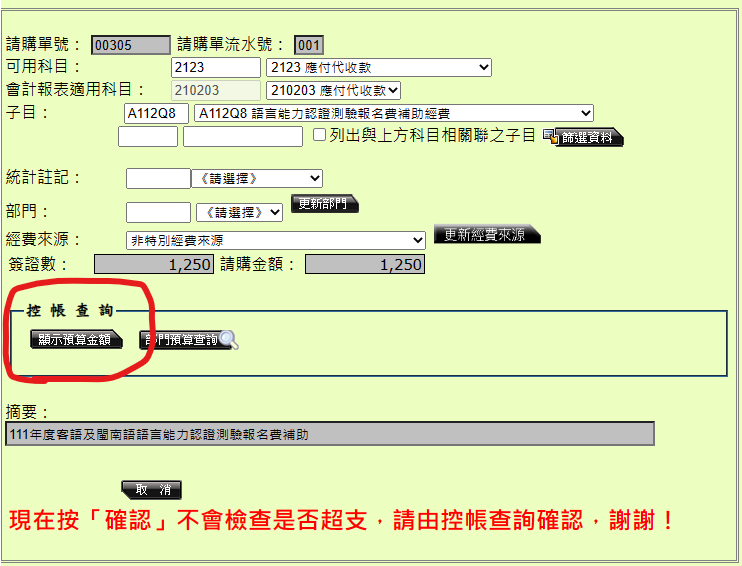 請購單號： 00305 請購單流水號： 001
可用科目： 2123 2123 應付代收款
會計報表適用科目： 210203 210203 應付代收款
子目： A112Q8 A112Q8 語言能力認證測驗報名費補助經費
列出與上方科目相關聯之子目 篩選資料
統計註記： 《請選擇》
部門： 《請選擇》 更新部門
經費來源： 非特別經費來源 更新經費來源
簽證數： 1,250 請購金額： 1,250
控帳查詢
顯示預算金額 部門預算查詢
摘要：
111年度客語及閩南語語言能力認證測驗報名費補助
取 消
現在按「確認」不會檢查是否超支，請由控帳查詢確認，謝謝！